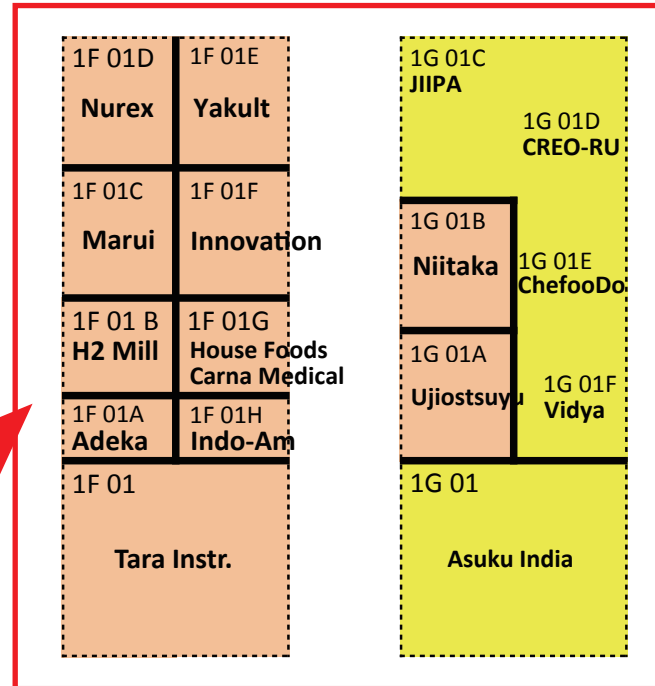 1F 01D
Nurex
1F 01E
Yakult
1F 01C
Marui
1F 01F
Innovation
1F 01 B
H2 Mill
1F 01G
House Foods
Carna Medical
1F 01A
Adeka
1F 01H
Indo-Am
1F 01
Tara Instr.
1G 01C
JIIPA
1G 01D
CREO-RU
1G 01B
Niitaka
1G 01E
ChefooDo
1G 01A
Ujiostsuyu
1G 01F
Vidya
1G 01
Asuku India